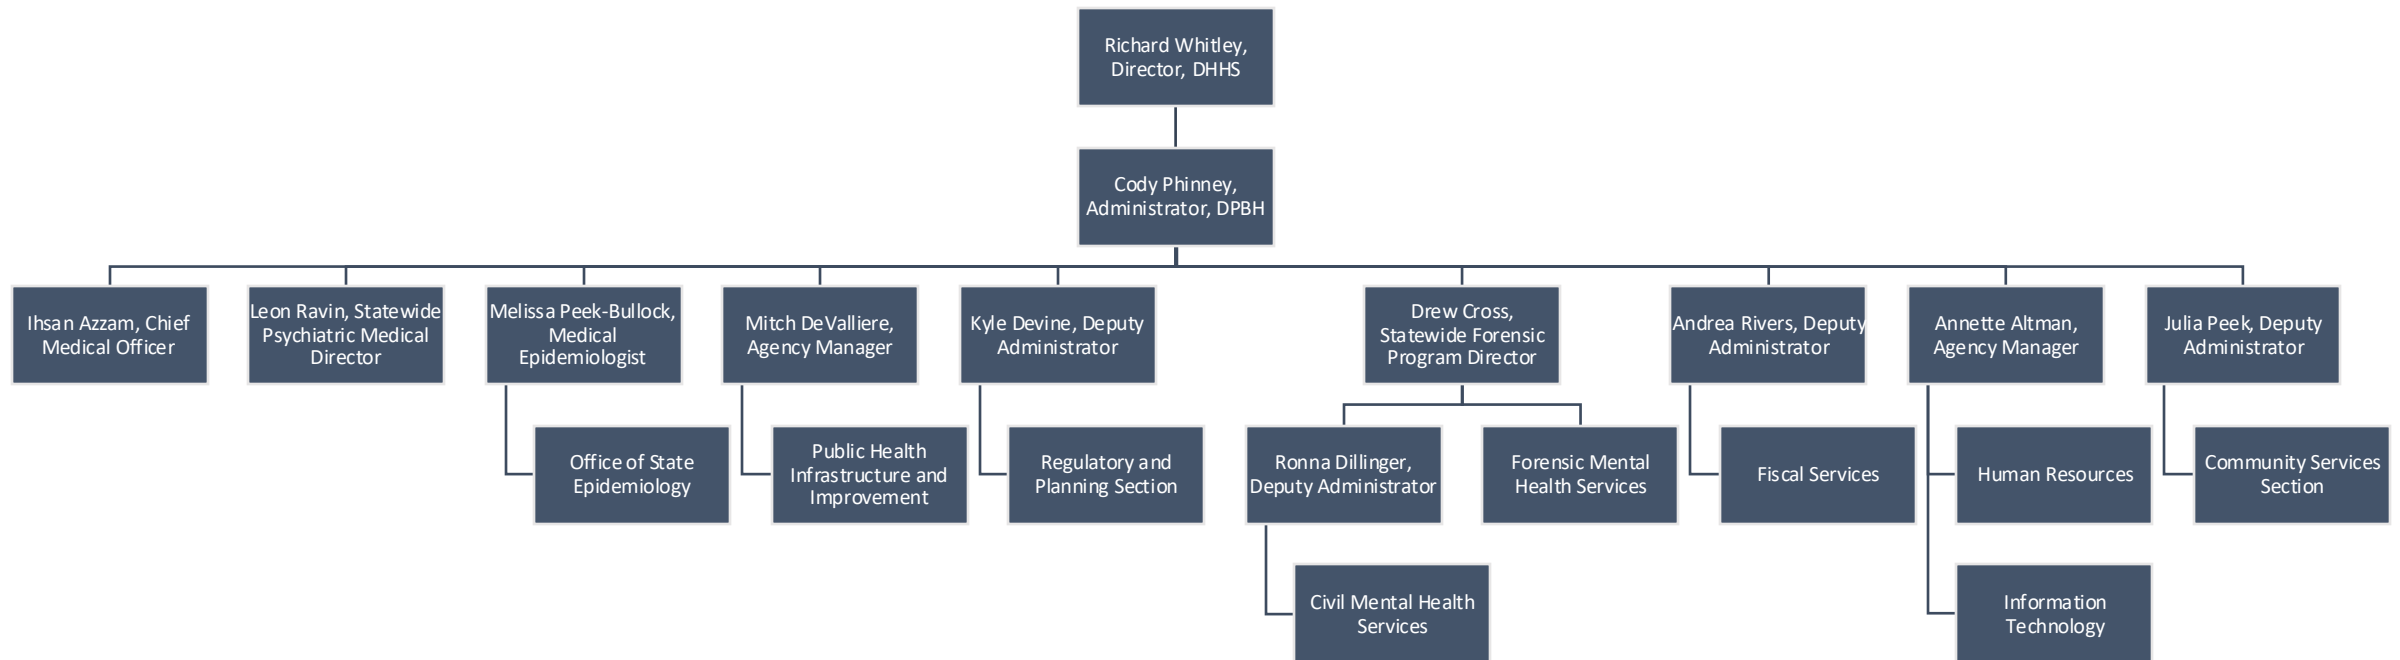 Richard Whitley,
Director, DHHS
Cody Phinney,
Administrator, DPBH
Ihsan Azzam, Chief
Medical Officer
Leon Ravin, Statewide
Psychiatric Medical
Director
Melissa Peek-Bullock,
Medical
Epidemiologist
Mitch DeValliere,
Agency Manager
Kyle Devine, Deputy
Administrator
Drew Cross,
Statewide Forensic
Program Director
Andrea Rivers, Deputy
Administrator
Annette Altman,
Agency Manager
Julia Peek, Deputy
Administrator
Office of State
Epidemiology
Public Health
Infrastructure and
Improvement
Regulatory and
Planning Section
Ronna Dillinger,
Deputy Administrator
Forensic Mental
Health Services
Fiscal Services
Human Resources
Community Services
Section
Civil Mental Health
Services
Information
Technology